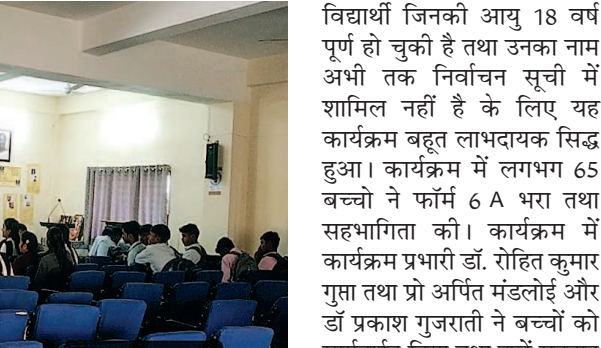 विद्यार्थी जिनकी आयु 18 वर्ष
पूर्ण हो चुकी है तथा उनका नाम
अभी तक निर्वाचन सूची में
शामिल नहीं है के लिए यह
कार्यक्रम बहूत लाभदायक सिद्ध
हुआ। कार्यक्रम में लगभग 65
बच्चो ने फॉर्म 6 A भरा तथा
सहभागिता की। कार्यक्रम में
कार्यक्रम प्रभारी डॉ. रोहित कुमार
गुप्ता तथा प्रो अर्पित मंडलोई और
डॉ प्रकाश गुजराती ने बच्चों को